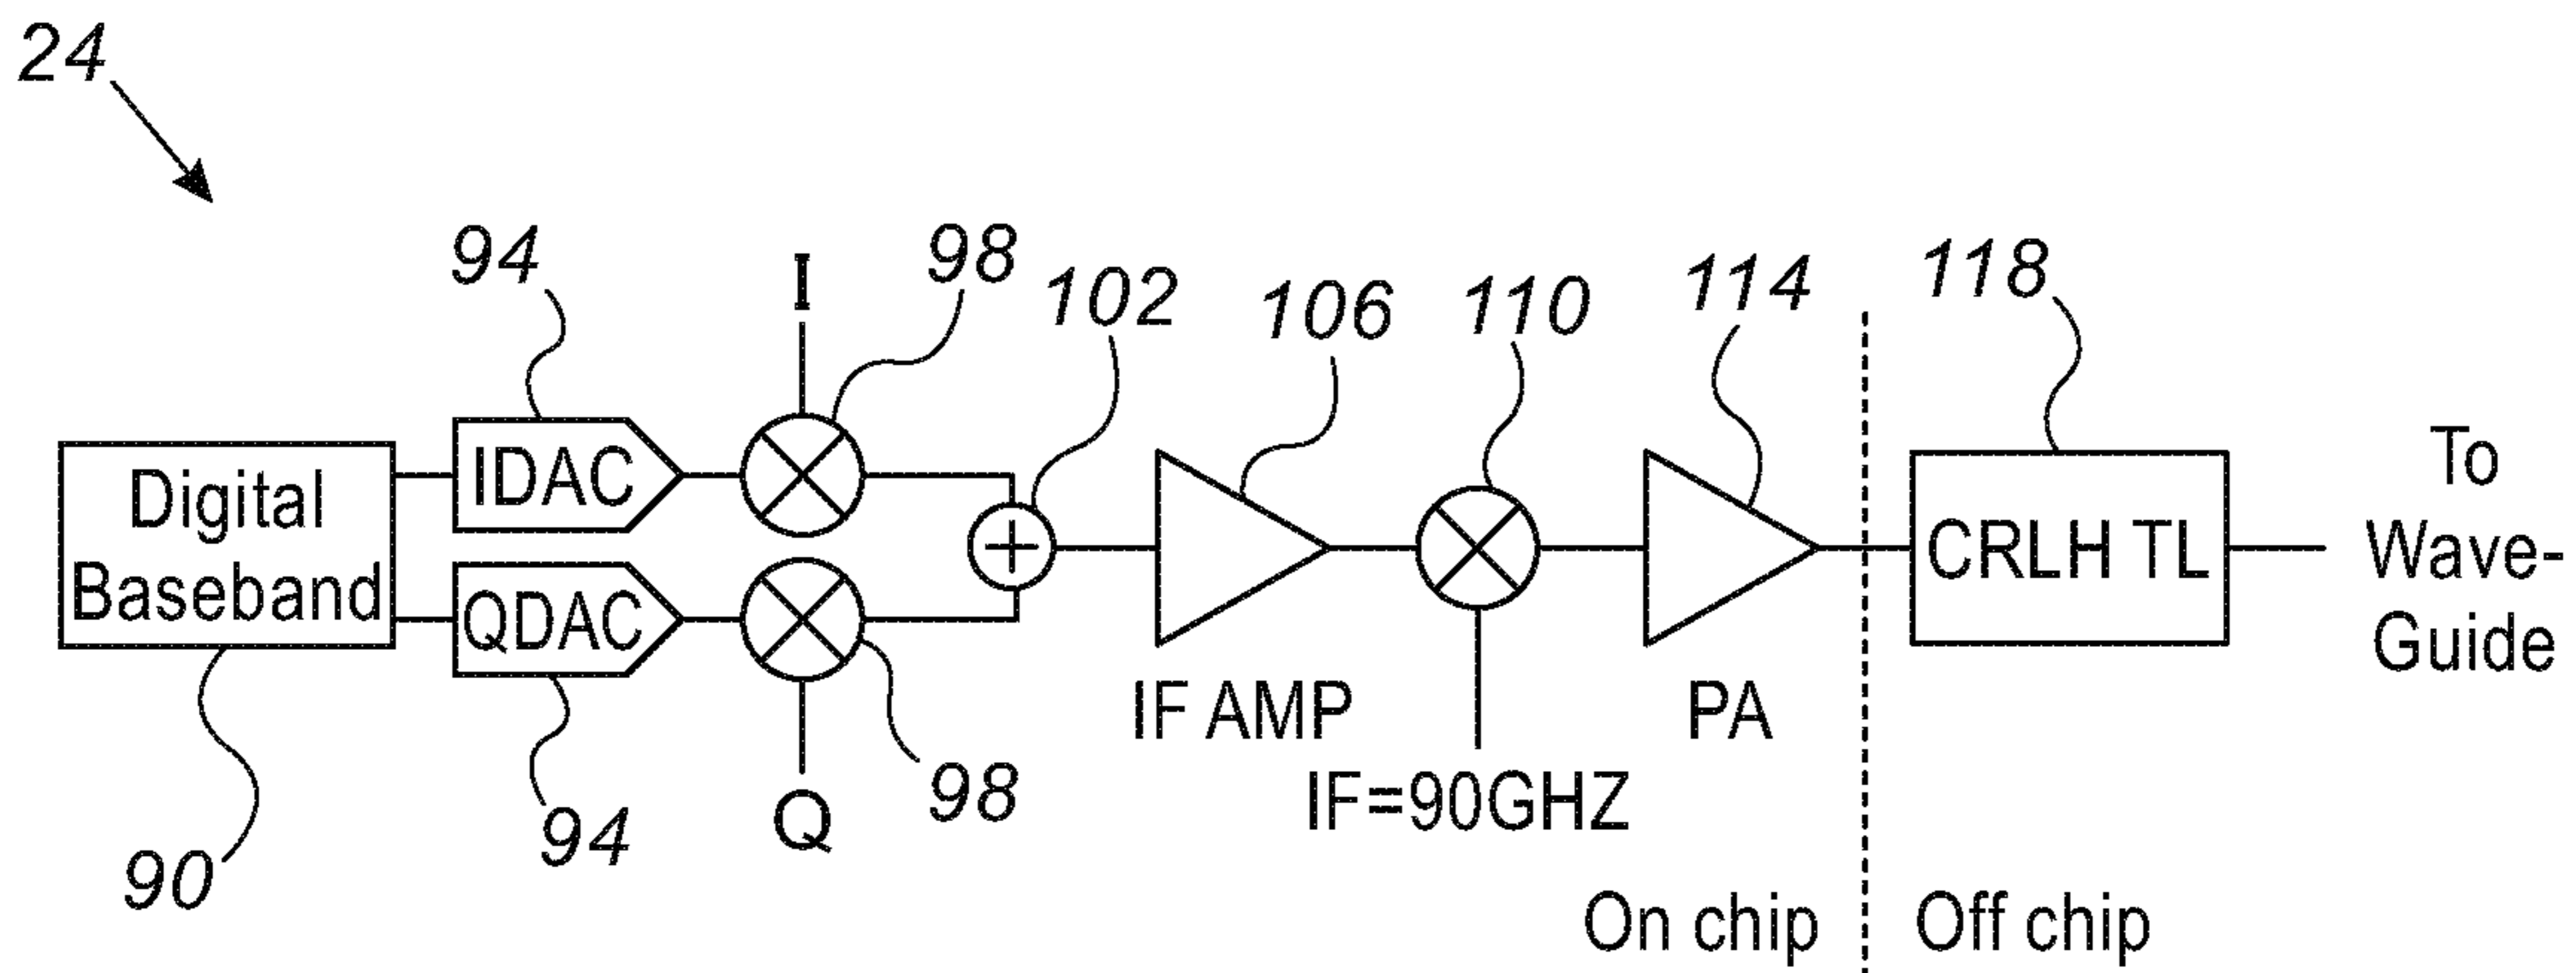 24
94
I
98
102
106
110
114
118
Digital
Baseband
IDAC
QDAC
CRLH TL
To
Wave-
Guide
IF AMP
PA
IF=90GHZ
Q
98
94
90
On chip
Off chip